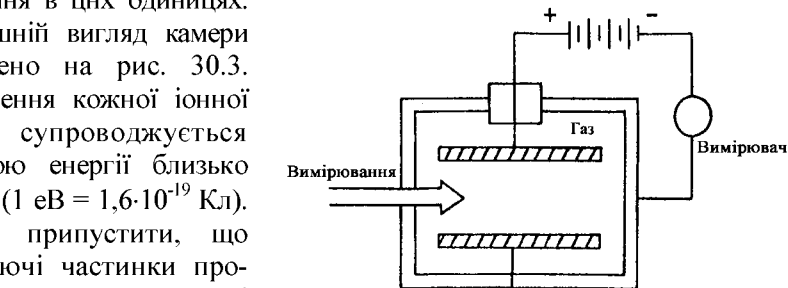 ння в цих одиницях.
шній вигляд камери
ено на рис. 30.3.
ення кожної іонної
супроводжується
ою енергії близько
(1 еВ = 1,6·10⁻¹⁹ Кл).
припустити, що
ючі частинки про-
+ −
Газ
Вимірювач
Вимірювання